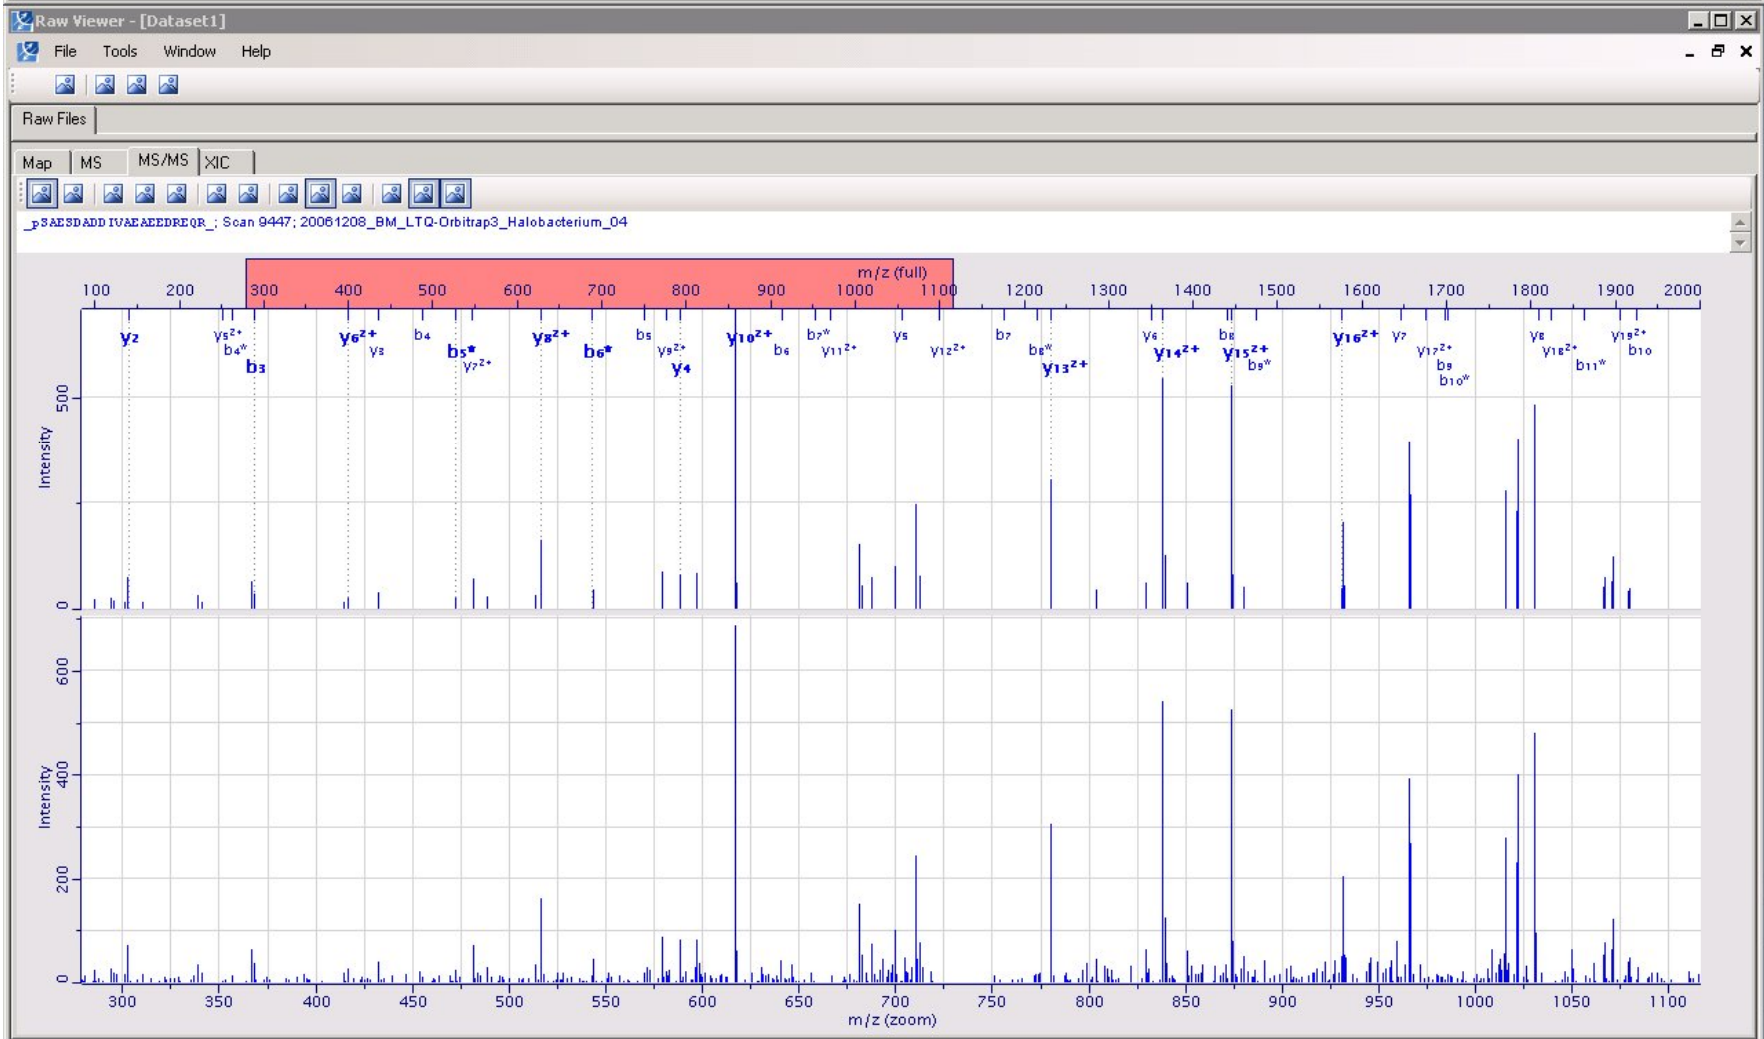 Raw Viewer - [Dataset1]
File Tools Window Help
Raw Files
Map MS MS/MS XIC
_pSAESDADDIVAEAEEDREQR_; Scan 9447; 20061208_BM_LTQ-Orbitrap3_Halobacterium_04
m/z (full)
100 200 300 400 500 600 700 800 900 1000 1100 1200 1300 1400 1500 1600 1700 1800 1900 2000
y2 y5²⁺ b4* b3 y6²⁺ y3 b4 b5* y7²⁺ y8²⁺ b6* b5 y9²⁺ y4 y10²⁺ b6 b7* y11²⁺ y5 y12²⁺ b7 b8* y13²⁺ y6 y14²⁺ b8 y15²⁺ b9* y16²⁺ y7 y17²⁺ b9 b10* y8 y18²⁺ b11* y19²⁺ b10
500
Intensity
0
600
400
Intensity
200
0
300 350 400 450 500 550 600 650 700 750 800 850 900 950 1000 1050 1100
m/z (zoom)